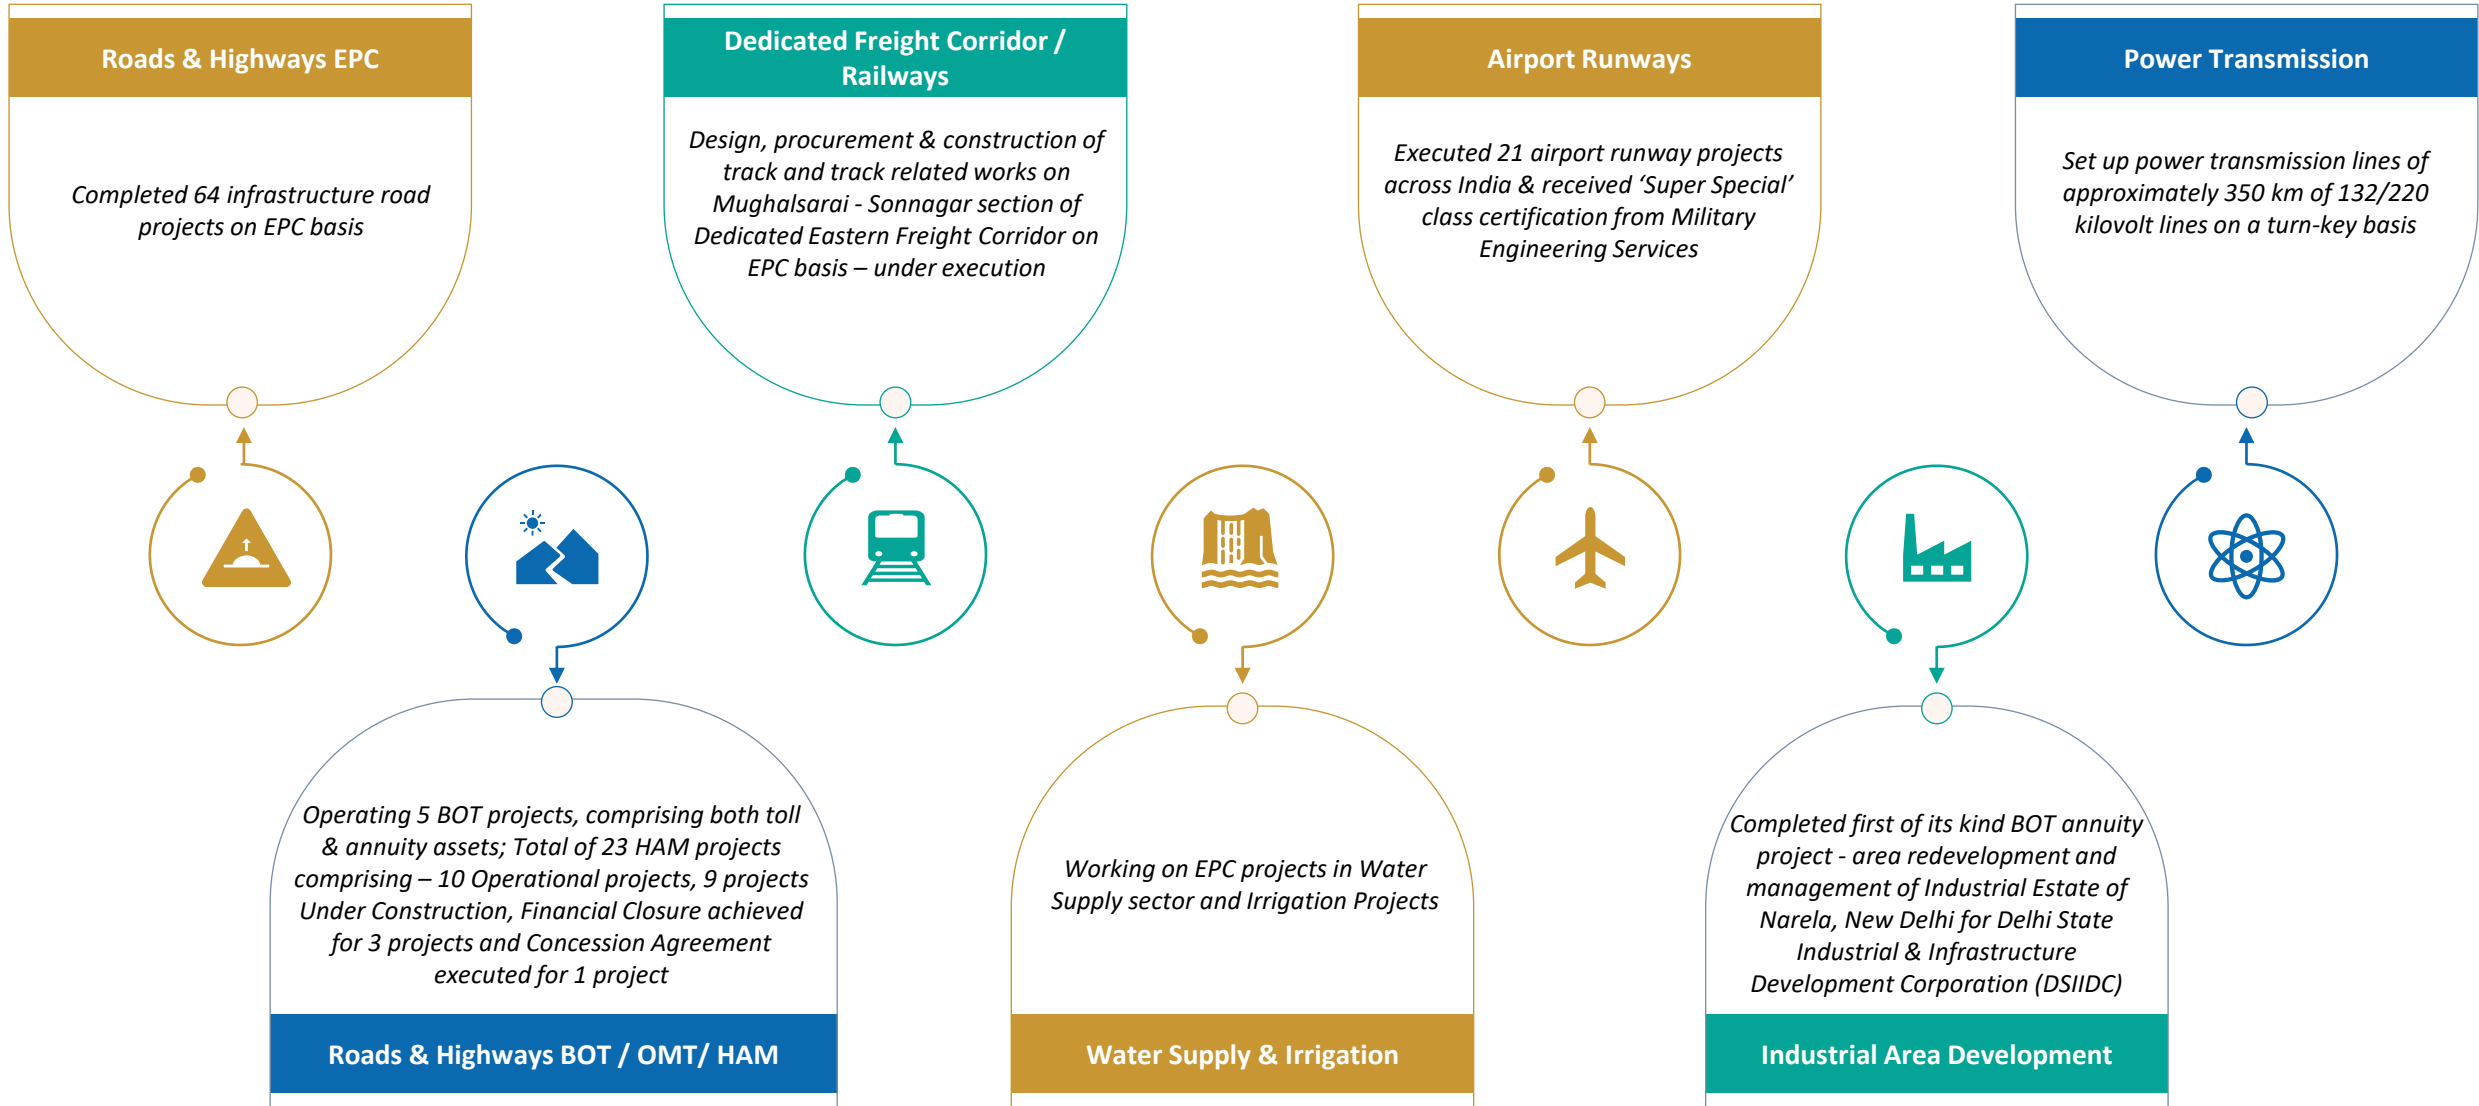 Roads & Highways EPC
Completed 64 infrastructure road
projects on EPC basis
Dedicated Freight Corridor /
Railways
Design, procurement & construction of
track and track related works on
Mughalsarai - Sonnagar section of
Dedicated Eastern Freight Corridor on
EPC basis – under execution
Airport Runways
Executed 21 airport runway projects
across India & received ‘Super Special’
class certification from Military
Engineering Services
Power Transmission
Set up power transmission lines of
approximately 350 km of 132/220
kilovolt lines on a turn-key basis
Operating 5 BOT projects, comprising both toll
& annuity assets; Total of 23 HAM projects
comprising – 10 Operational projects, 9 projects
Under Construction, Financial Closure achieved
for 3 projects and Concession Agreement
executed for 1 project
Roads & Highways BOT / OMT/ HAM
Working on EPC projects in Water
Supply sector and Irrigation Projects
Water Supply & Irrigation
Completed first of its kind BOT annuity
project - area redevelopment and
management of Industrial Estate of
Narela, New Delhi for Delhi State
Industrial & Infrastructure
Development Corporation (DSIIDC)
Industrial Area Development